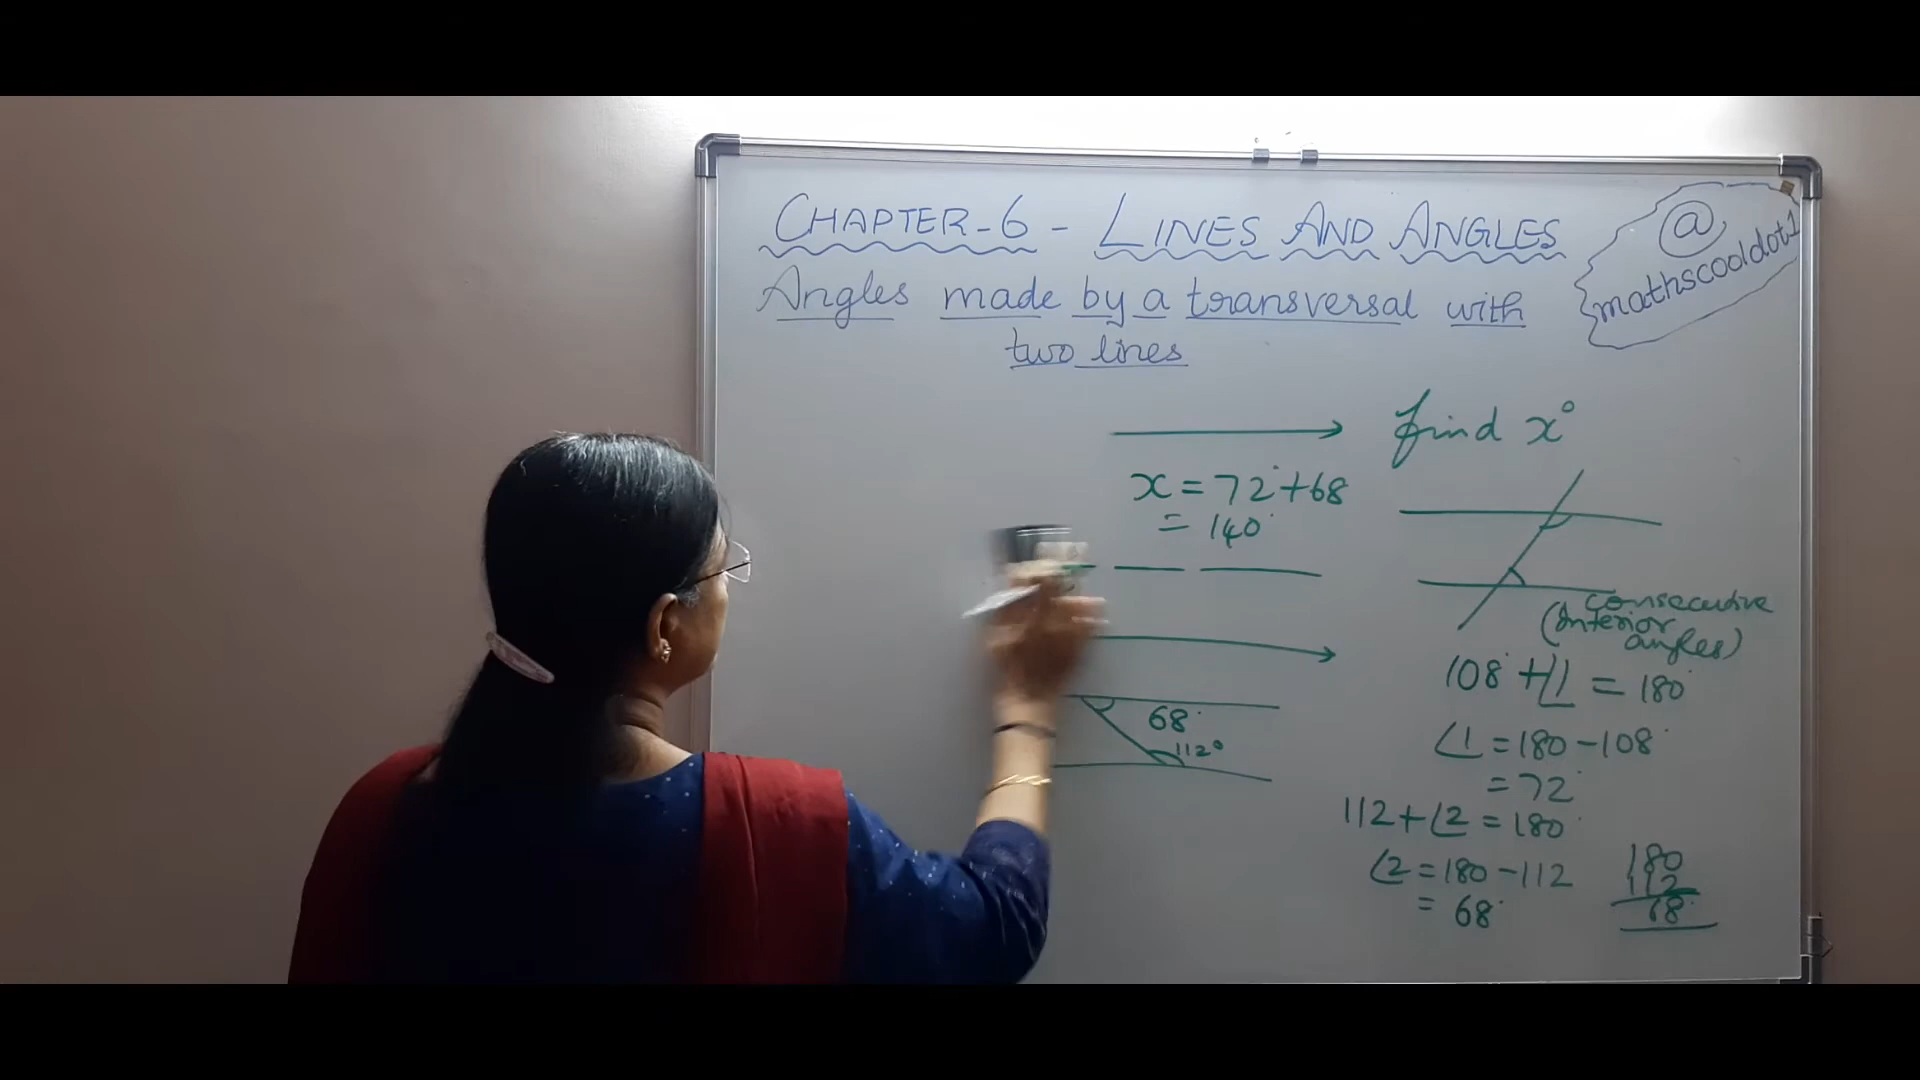 CHAPTER-6 - LINES AND ANGLES
@
mathscooldot1
Angles made by a transversal with
two lines
find x°
x = 72°+68
= 140°
consecutive
(Interior
angles)
68°
112°
108° + ∠1 = 180°
∠1 = 180 - 108°
= 72°
112 + ∠2 = 180°
∠2 = 180 - 112
= 68°
180
112
68°